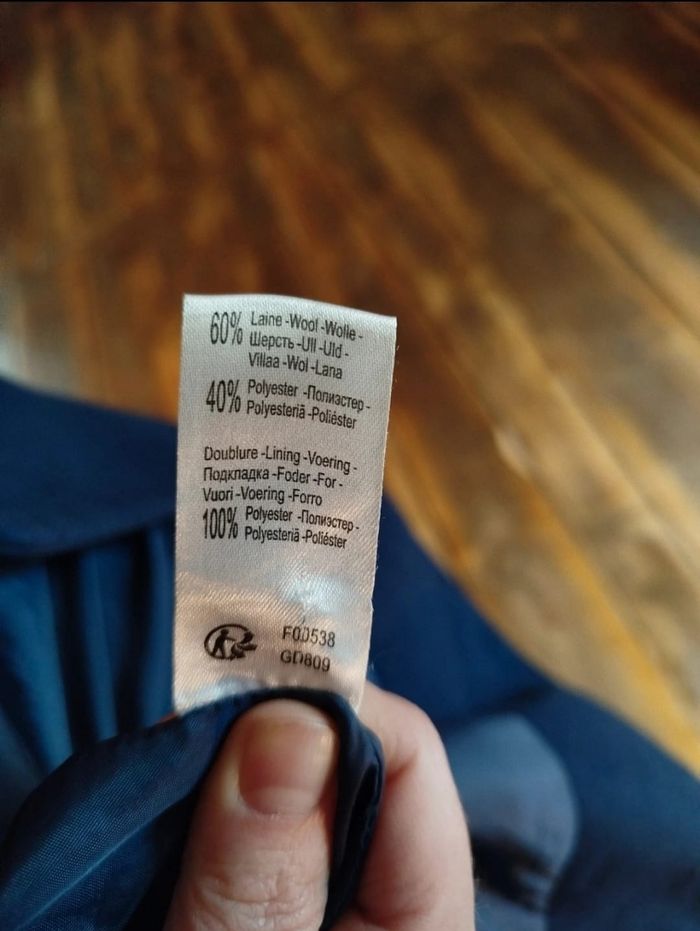 60% Laine -Wool -Wolle -
Шерсть -Ull -Uld -
Villaa -Wol -Lana
40% Polyester -Полиэстер -
Polyesteriä -Poliéster
Doublure -Lining -Voering -
Подкладка -Foder -For -
Vuori -Voering -Forro
100% Polyester -Полиэстер -
Polyesteriä -Poliéster
F00538
GD809